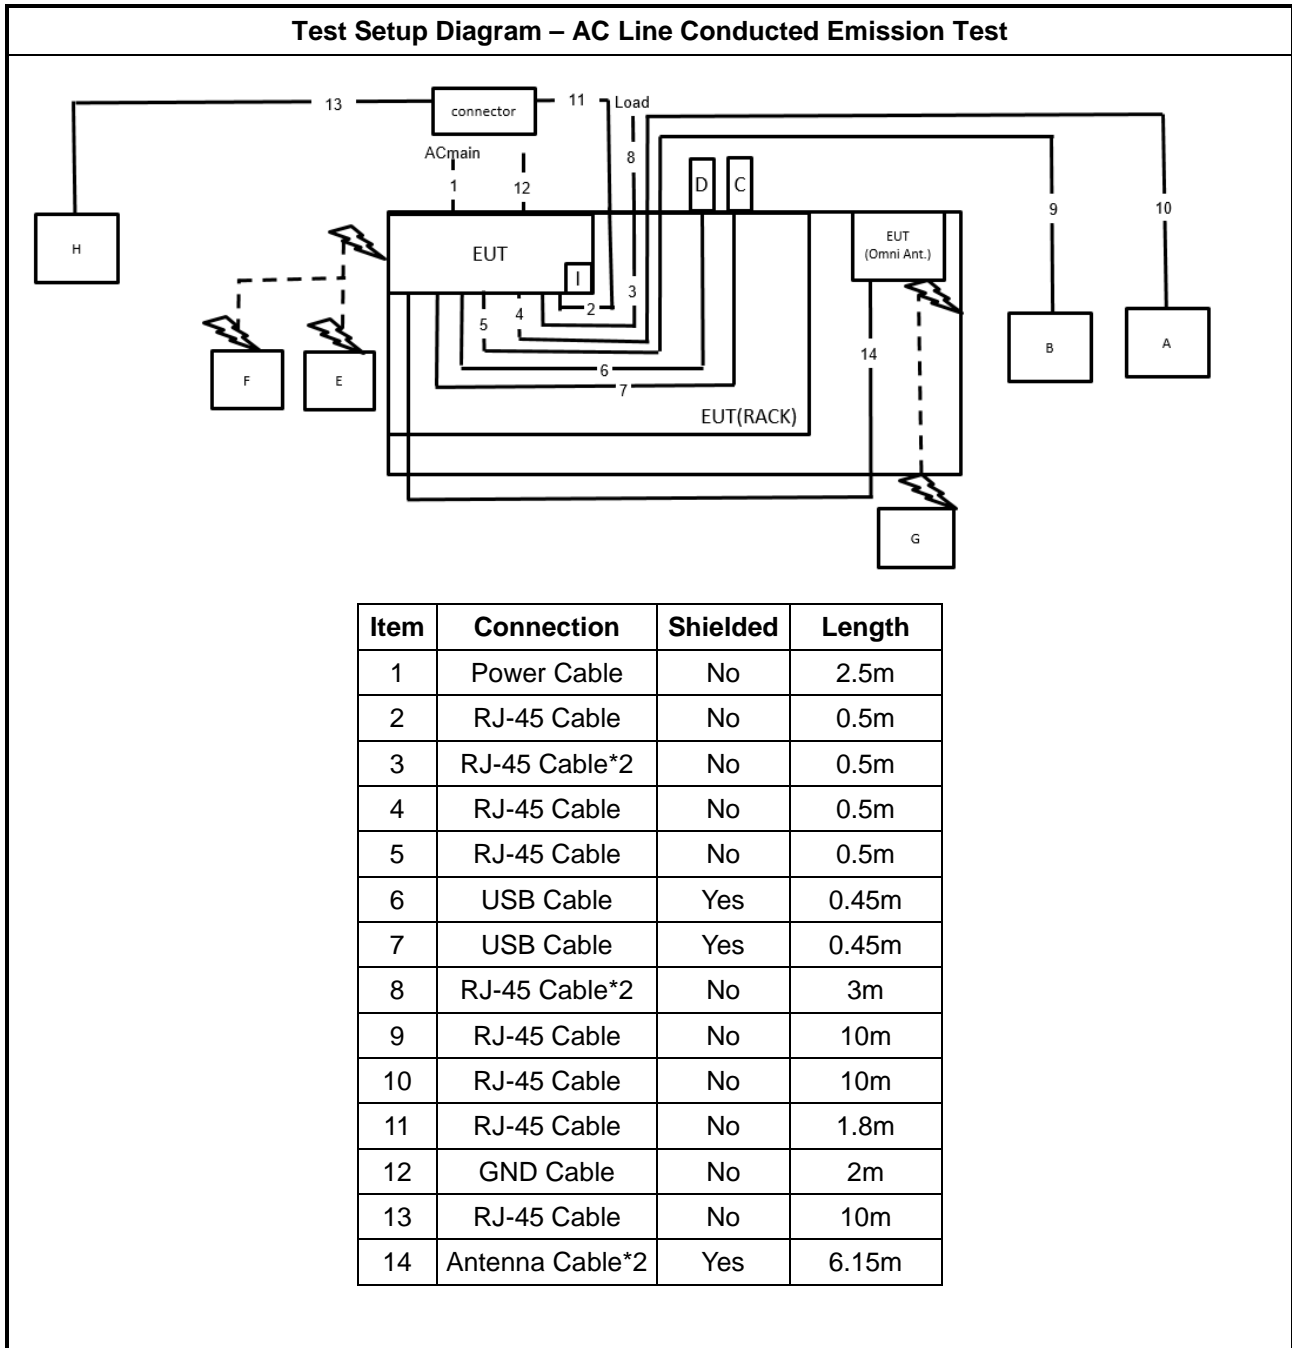 Test Setup Diagram – AC Line Conducted Emission Test
13
connector
11
Load
ACmain
8
1
12
D
C
9
10
H
EUT
I
EUT
(Omni Ant.)
2
3
4
5
6
7
14
F
E
B
A
EUT(RACK)
G
Item Connection Shielded Length
1 Power Cable No 2.5m
2 RJ-45 Cable No 0.5m
3 RJ-45 Cable*2 No 0.5m
4 RJ-45 Cable No 0.5m
5 RJ-45 Cable No 0.5m
6 USB Cable Yes 0.45m
7 USB Cable Yes 0.45m
8 RJ-45 Cable*2 No 3m
9 RJ-45 Cable No 10m
10 RJ-45 Cable No 10m
11 RJ-45 Cable No 1.8m
12 GND Cable No 2m
13 RJ-45 Cable No 10m
14 Antenna Cable*2 Yes 6.15m